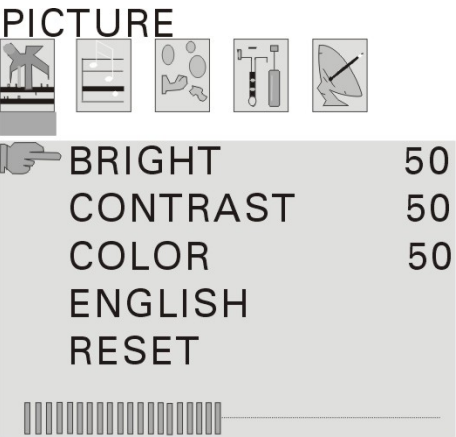 PICTURE
BRIGHT 50
CONTRAST 50
COLOR 50
ENGLISH
RESET